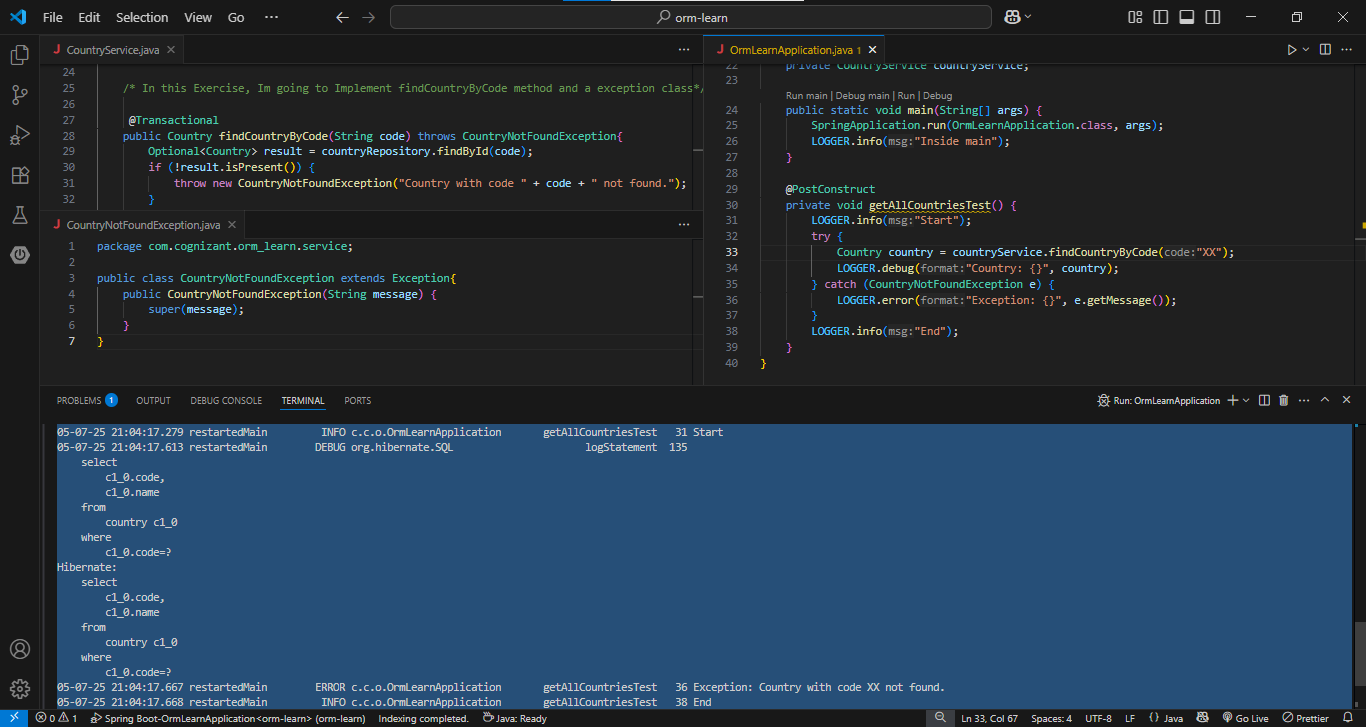 File Edit Selection View Go ··· orm-learn
CountryService.java
24
25 /* In this Exercise, Im going to Implement findCountryByCode method and a exception class*/
26
27 @Transactional
28 public Country findCountryByCode(String code) throws CountryNotFoundException{
29 Optional<Country> result = countryRepository.findById(code);
30 if (!result.isPresent()) {
31 throw new CountryNotFoundException("Country with code " + code + " not found.");
32 }
CountryNotFoundException.java
1 package com.cognizant.orm_learn.service;
2
3 public class CountryNotFoundException extends Exception{
4 public CountryNotFoundException(String message) {
5 super(message);
6 }
7 }
OrmLearnApplication.java 1
22 private CountryService countryService;
23
Run main | Debug main | Run | Debug
24 public static void main(String[] args) {
25 SpringApplication.run(OrmLearnApplication.class, args);
26 LOGGER.info(msg:"Inside main");
27 }
28
29 @PostConstruct
30 private void getAllCountriesTest() {
31 LOGGER.info(msg:"Start");
32 try {
33 Country country = countryService.findCountryByCode(code:"XX");
34 LOGGER.debug(format:"Country: {}", country);
35 } catch (CountryNotFoundException e) {
36 LOGGER.error(format:"Exception: {}", e.getMessage());
37 }
38 LOGGER.info(msg:"End");
39 }
40 }
PROBLEMS 1 OUTPUT DEBUG CONSOLE TERMINAL PORTS Run: OrmLearnApplication
05-07-25 21:04:17.279 restartedMain INFO c.c.o.OrmLearnApplication getAllCountriesTest 31 Start
05-07-25 21:04:17.613 restartedMain DEBUG org.hibernate.SQL logStatement 135
select
c1_0.code,
c1_0.name
from
country c1_0
where
c1_0.code=?
Hibernate:
select
c1_0.code,
c1_0.name
from
country c1_0
where
c1_0.code=?
05-07-25 21:04:17.667 restartedMain ERROR c.c.o.OrmLearnApplication getAllCountriesTest 36 Exception: Country with code XX not found.
05-07-25 21:04:17.668 restartedMain INFO c.c.o.OrmLearnApplication getAllCountriesTest 38 End
0 1 Spring Boot-OrmLearnApplication<orm-learn> (orm-learn) Indexing completed. Java: Ready Ln 33, Col 67 Spaces: 4 UTF-8 LF {} Java Go Live Prettier